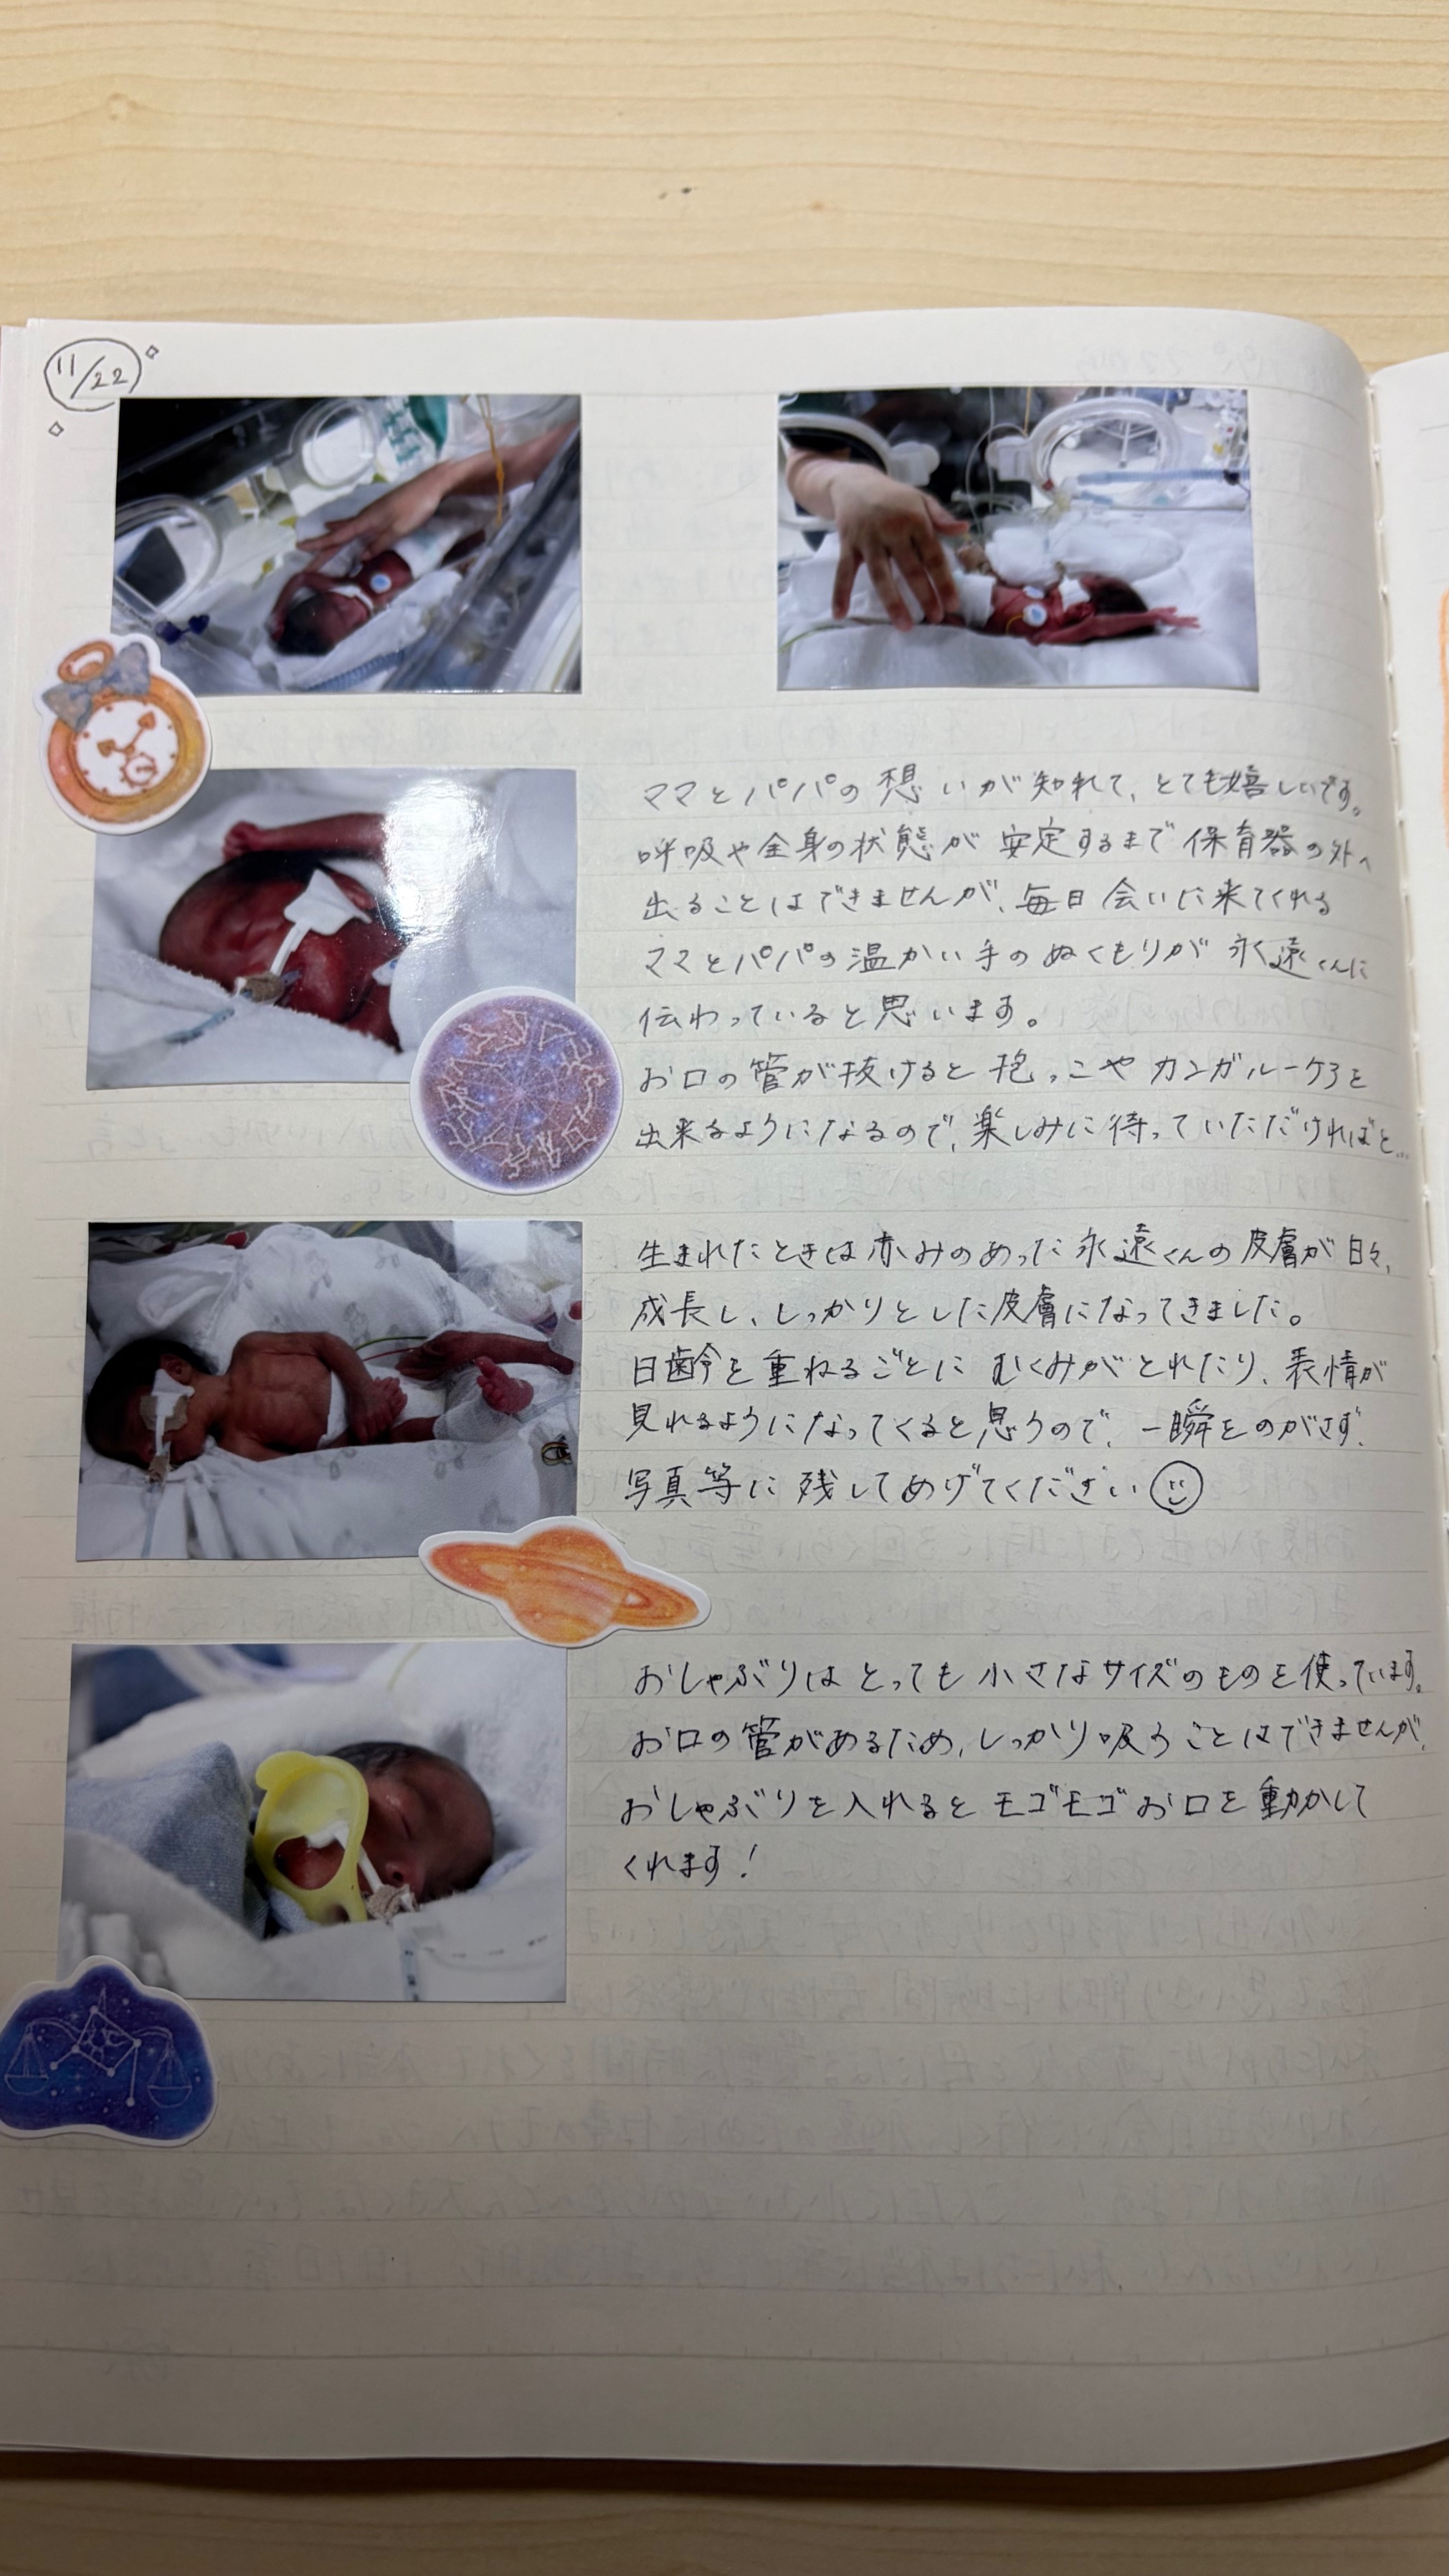 11/22
ママとパパの想いが知れて、とても嬉しいです。
呼吸や全身の状態が安定するまで保育器の外へ
出ることはできませんが、毎日会いに来てくれる
ママとパパの温かい手のぬくもりが永遠くんに
伝わっていると思います。
お口の管が抜けると抱っこやカンガルーケアを
出来るようになるので、楽しみに待っていただければと…
生まれたときは赤みのあった永遠くんの皮膚が日々、
成長し、しっかりとした皮膚になってきました。
日齢を重ねるごとにむくみがとれたり、表情が
見れるようになってくると思うので、一瞬をのがさず、
写真等に残してあげてください
おしゃぶりはとっても小さなサイズのものを使っています。
お口の管があるため、しっかり吸うことはできませんが、
おしゃぶりを入れるとモゴモゴお口を動かして
くれます!